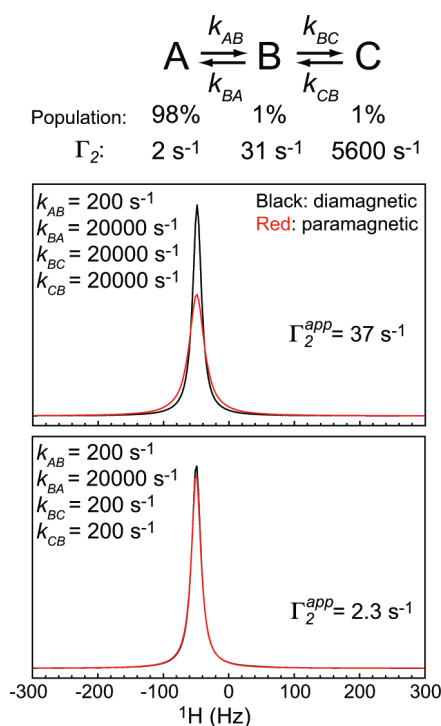 k_AB k_BC
A B C
k_BA k_CB
Population: 98% 1% 1%
Γ₂: 2 s⁻¹ 31 s⁻¹ 5600 s⁻¹
k_AB = 200 s⁻¹
k_BA = 20000 s⁻¹
k_BC = 20000 s⁻¹
k_CB = 20000 s⁻¹
Black: diamagnetic
Red: paramagnetic
Γ₂^app = 37 s⁻¹
k_AB = 200 s⁻¹
k_BA = 20000 s⁻¹
k_BC = 200 s⁻¹
k_CB = 200 s⁻¹
Γ₂^app = 2.3 s⁻¹
-300 -200 -100 0 100 200 300
¹H (Hz)